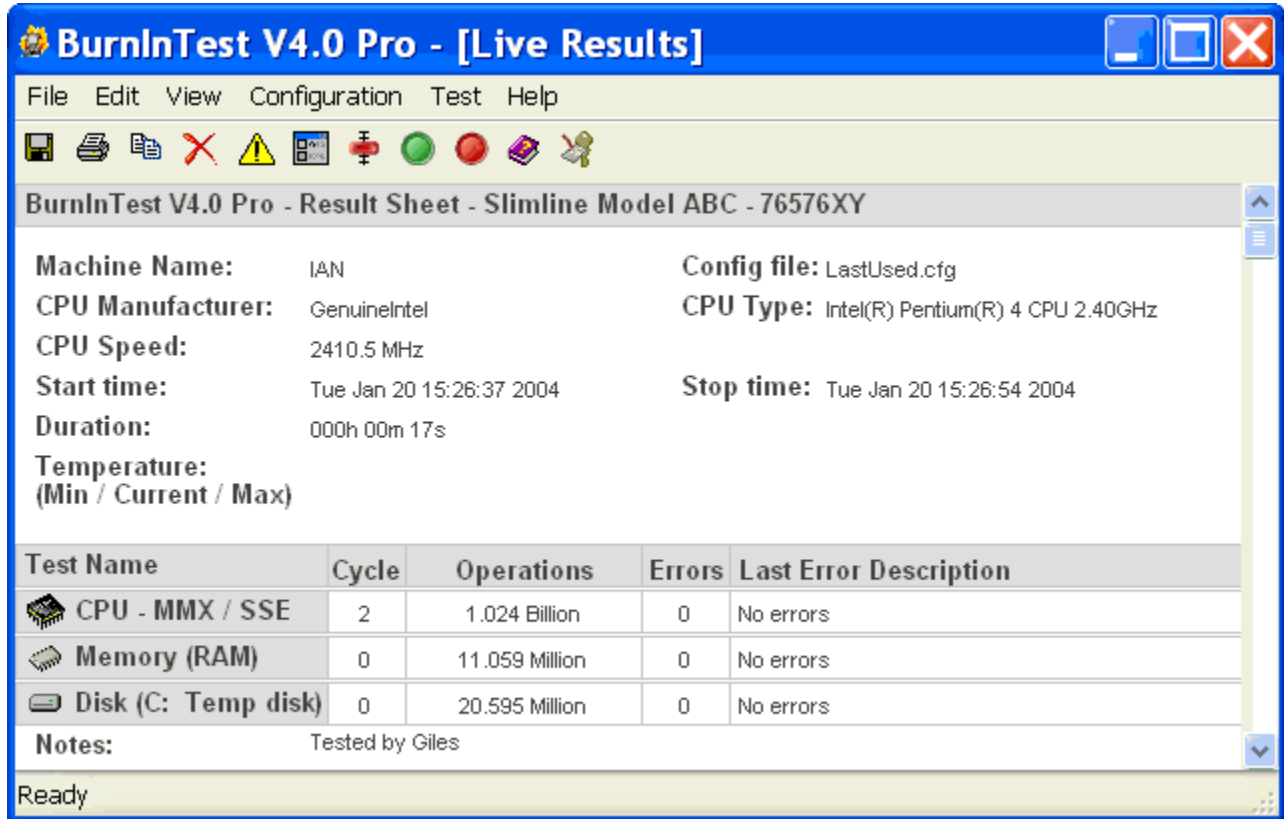 BurnInTest V4.0 Pro - [Live Results]
File Edit View Configuration Test Help
BurnInTest V4.0 Pro - Result Sheet - Slimline Model ABC - 76576XY
Machine Name: IAN Config file: LastUsed.cfg
CPU Manufacturer: GenuineIntel CPU Type: Intel(R) Pentium(R) 4 CPU 2.40GHz
CPU Speed: 2410.5 MHz
Start time: Tue Jan 20 15:26:37 2004 Stop time: Tue Jan 20 15:26:54 2004
Duration: 000h 00m 17s
Temperature:
(Min / Current / Max)
Test Name Cycle Operations Errors Last Error Description
CPU - MMX / SSE 2 1.024 Billion 0 No errors
Memory (RAM) 0 11.059 Million 0 No errors
Disk (C: Temp disk) 0 20.595 Million 0 No errors
Notes: Tested by Giles
Ready